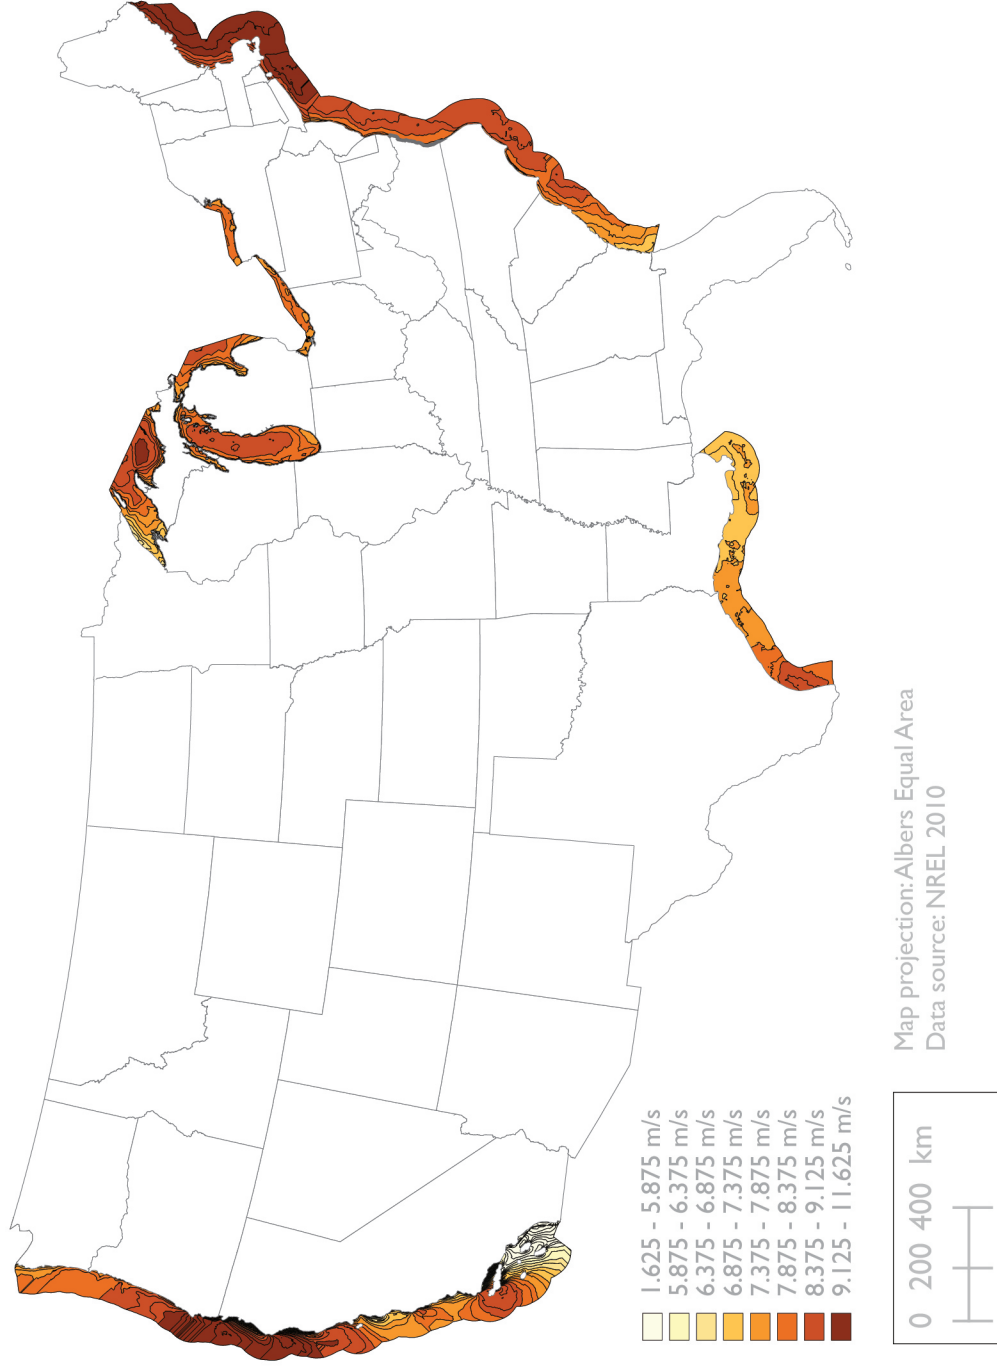 1.625 - 5.875 m/s
5.875 - 6.375 m/s
6.375 - 6.875 m/s
6.875 - 7.375 m/s
7.375 - 7.875 m/s
7.875 - 8.375 m/s
8.375 - 9.125 m/s
9.125 - 11.625 m/s
Map projection: Albers Equal Area
Data source: NREL 2010
0 200 400 km